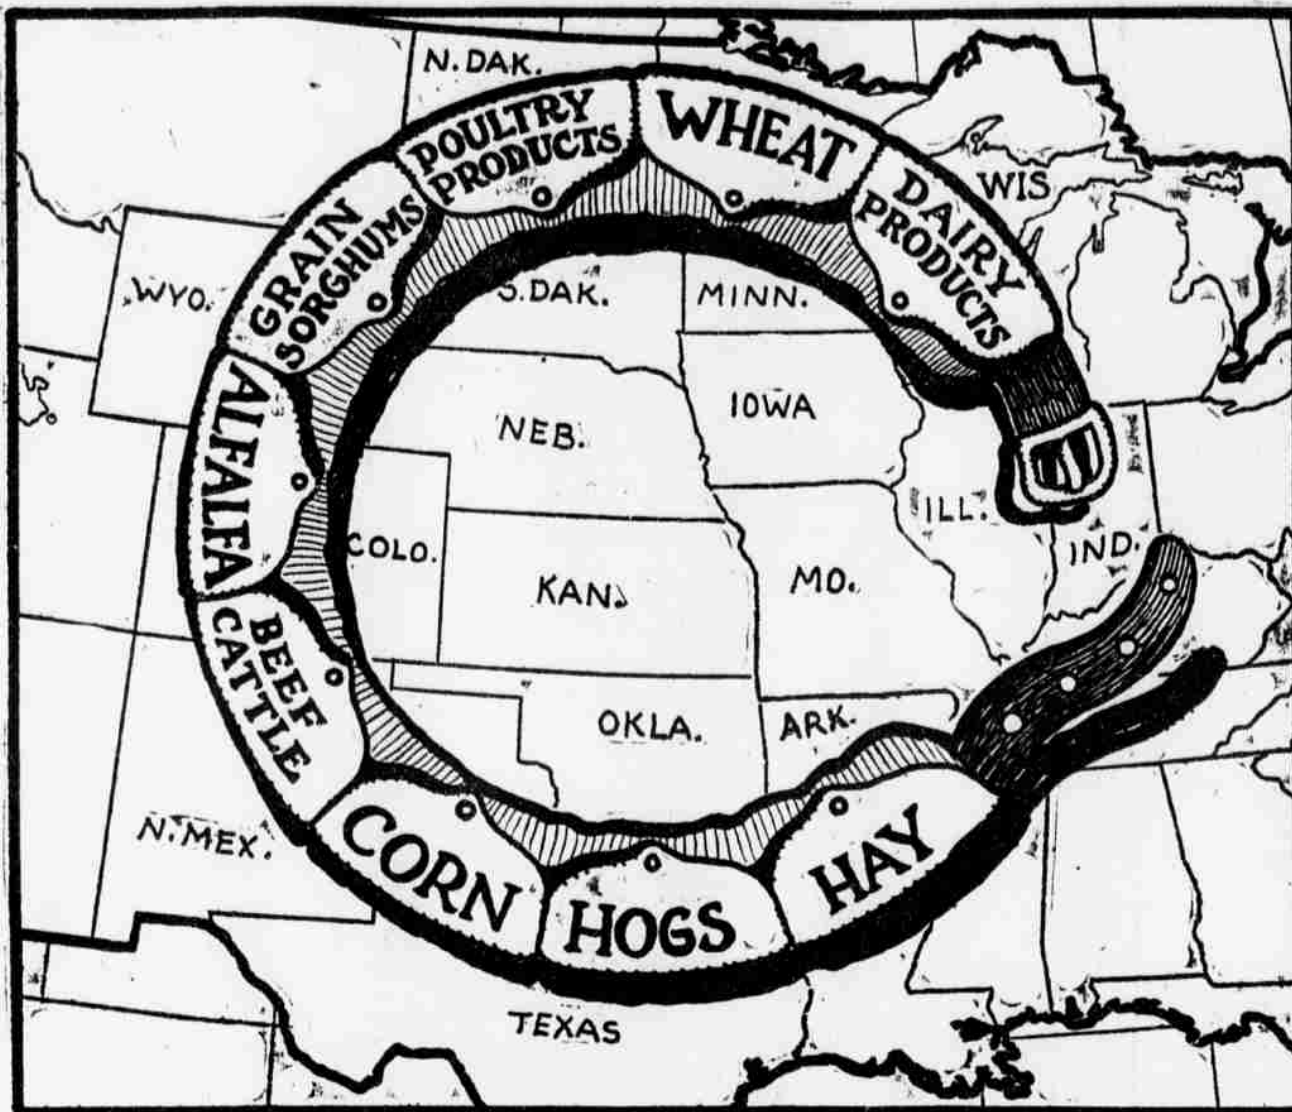 N. DAK.
POULTRY
PRODUCTS
WHEAT
DAIRY
PRODUCTS
WIS
GRAIN
SORGHUMS
WYO.
S. DAK.
MINN.
ALFALFA
NEB.
IOWA
ILL.
IND.
COLO.
KAN.
MO.
BEEF
CATTLE
OKLA.
ARK.
N. MEX.
CORN
HOGS
HAY
TEXAS